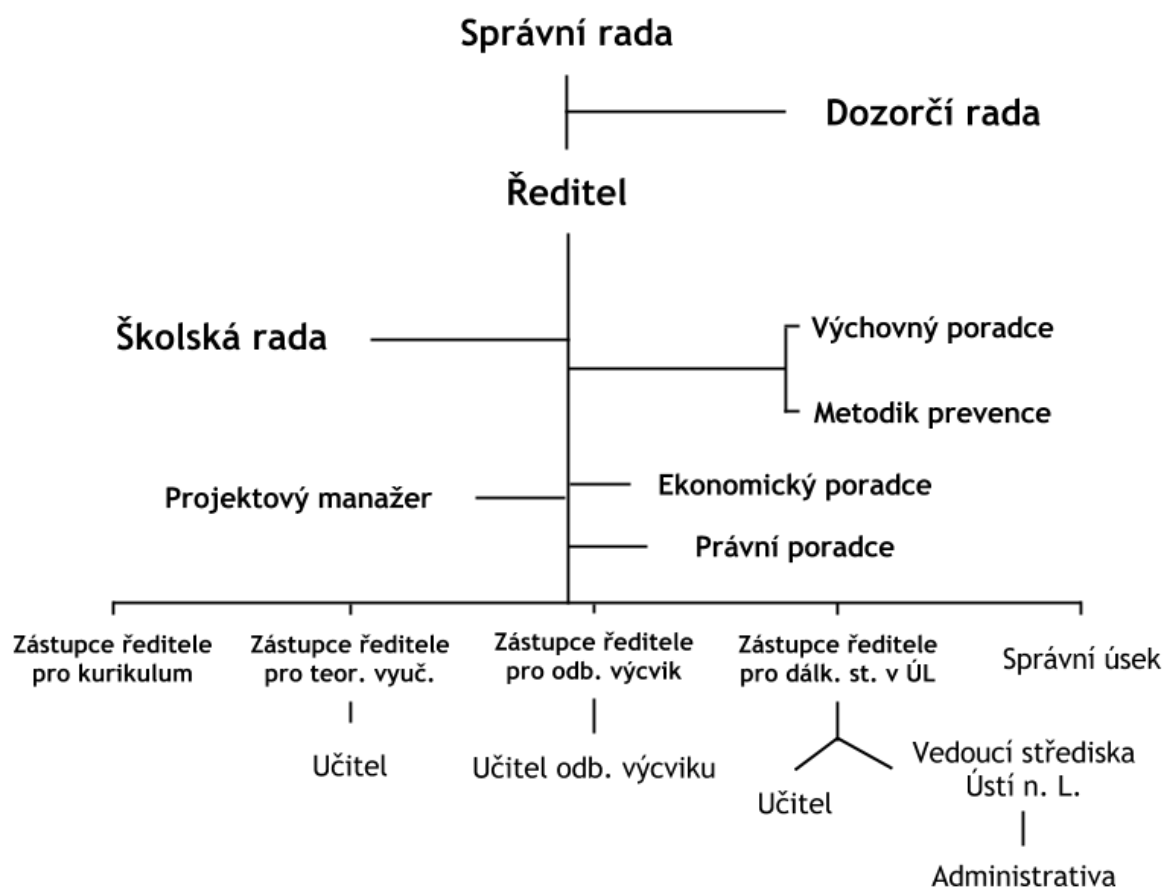 Správní rada
Dozorčí rada
Ředitel
Školská rada
Výchovný poradce
Metodik prevence
Projektový manažer
Ekonomický poradce
Právní poradce
Zástupce ředitele
pro kurikulum
Zástupce ředitele
pro teor. vyuč.
Zástupce ředitele
pro odb. výcvik
Zástupce ředitele
pro dálk. st. v ÚL
Správní úsek
Učitel
Učitel odb. výcviku
Učitel
Vedoucí střediska
Ústí n. L.
Administrativa